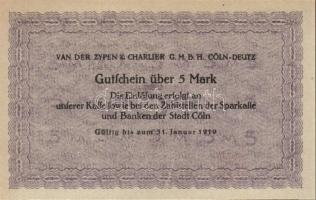 VAN DER ZYPEN & CHARLIER G. M. B. H. CÖLN-DEUTZ
Gutschein über 5 Mark
Die Einlösung erfolgt an
unserer Kasse sowie bei den Zahlstellen der Sparkasse
und Banken der Stadt Cöln
Gültig bis zum 31. Januar 1919